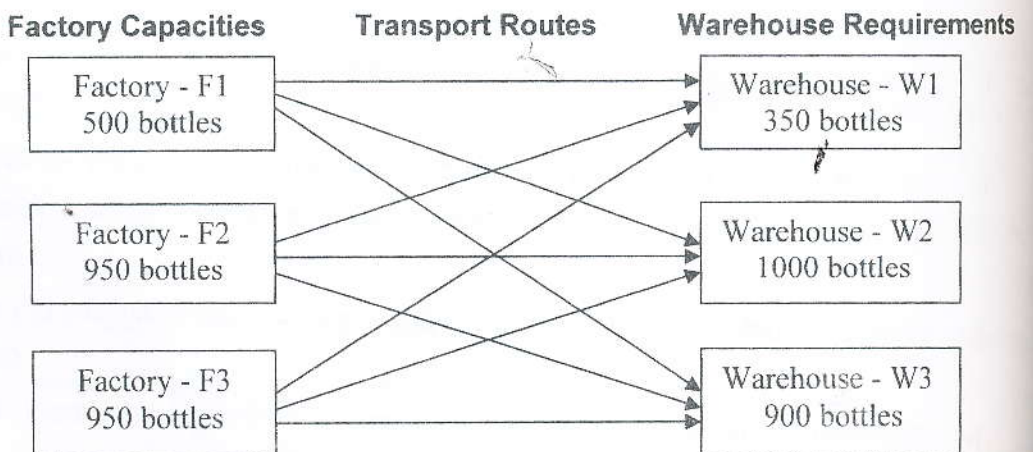 Factory Capacities Transport Routes Warehouse Requirements
Factory - F1
500 bottles
Warehouse - W1
350 bottles
Factory - F2
950 bottles
Warehouse - W2
1000 bottles
Factory - F3
950 bottles
Warehouse - W3
900 bottles